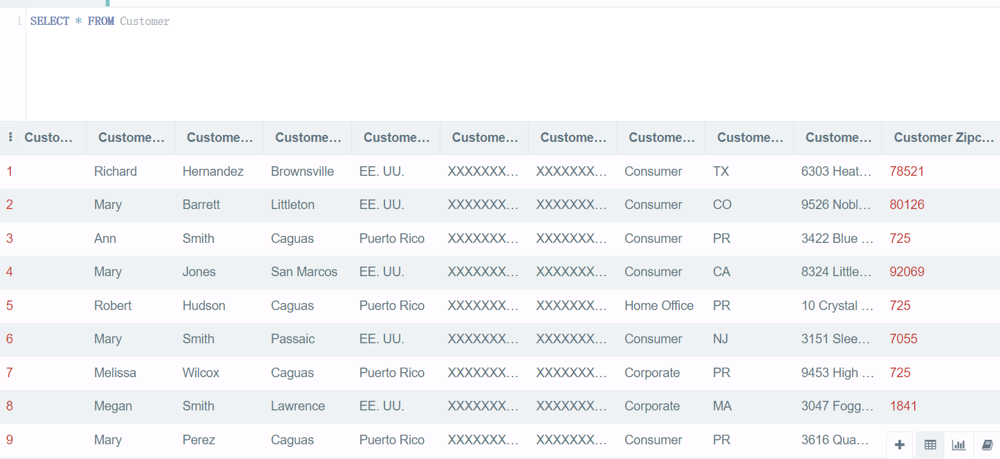 1 SELECT * FROM Customer
Custo… Custome… Custome… Custome… Custome… Custome… Custome… Custome… Custome… Custome… Customer Zipc…
1 Richard Hernandez Brownsville EE. UU. XXXXXXX… XXXXXXX… Consumer TX 6303 Heat… 78521
2 Mary Barrett Littleton EE. UU. XXXXXXX… XXXXXXX… Consumer CO 9526 Nobl… 80126
3 Ann Smith Caguas Puerto Rico XXXXXXX… XXXXXXX… Consumer PR 3422 Blue … 725
4 Mary Jones San Marcos EE. UU. XXXXXXX… XXXXXXX… Consumer CA 8324 Little… 92069
5 Robert Hudson Caguas Puerto Rico XXXXXXX… XXXXXXX… Home Office PR 10 Crystal … 725
6 Mary Smith Passaic EE. UU. XXXXXXX… XXXXXXX… Consumer NJ 3151 Slee… 7055
7 Melissa Wilcox Caguas Puerto Rico XXXXXXX… XXXXXXX… Corporate PR 9453 High … 725
8 Megan Smith Lawrence EE. UU. XXXXXXX… XXXXXXX… Corporate MA 3047 Fogg… 1841
9 Mary Perez Caguas Puerto Rico XXXXXXX… XXXXXXX… Consumer PR 3616 Qua…